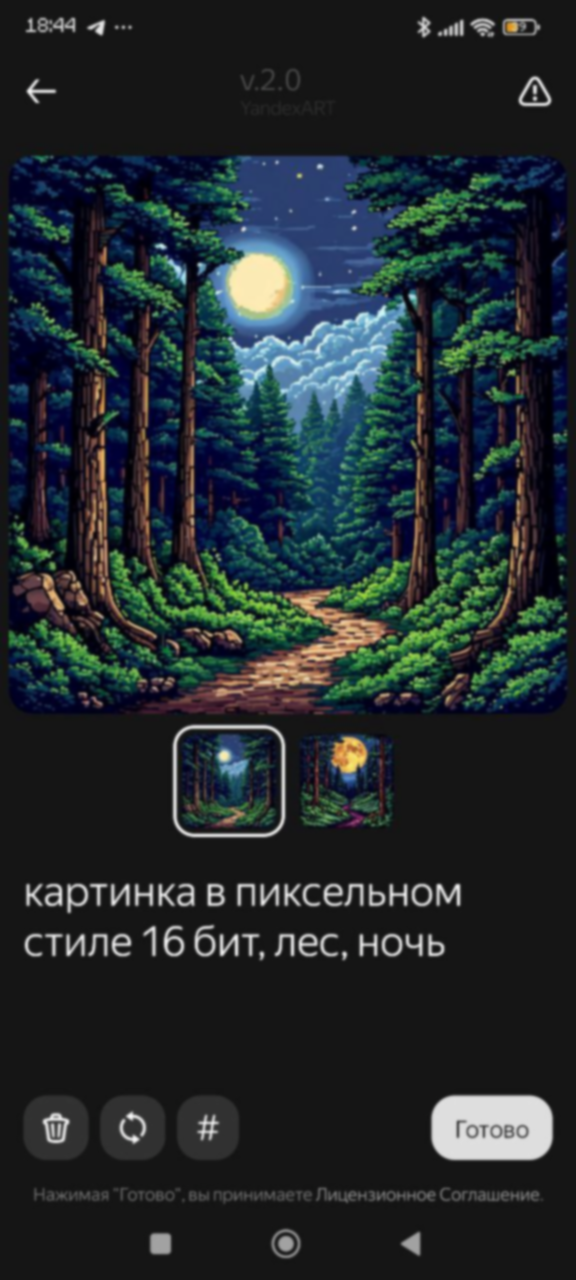 18:44
v.2.0
YandexART
картинка в пиксельном
стиле 16 бит, лес, ночь
#
Готово
Нажимая "Готово", вы принимаете Лицензионное Соглашение.